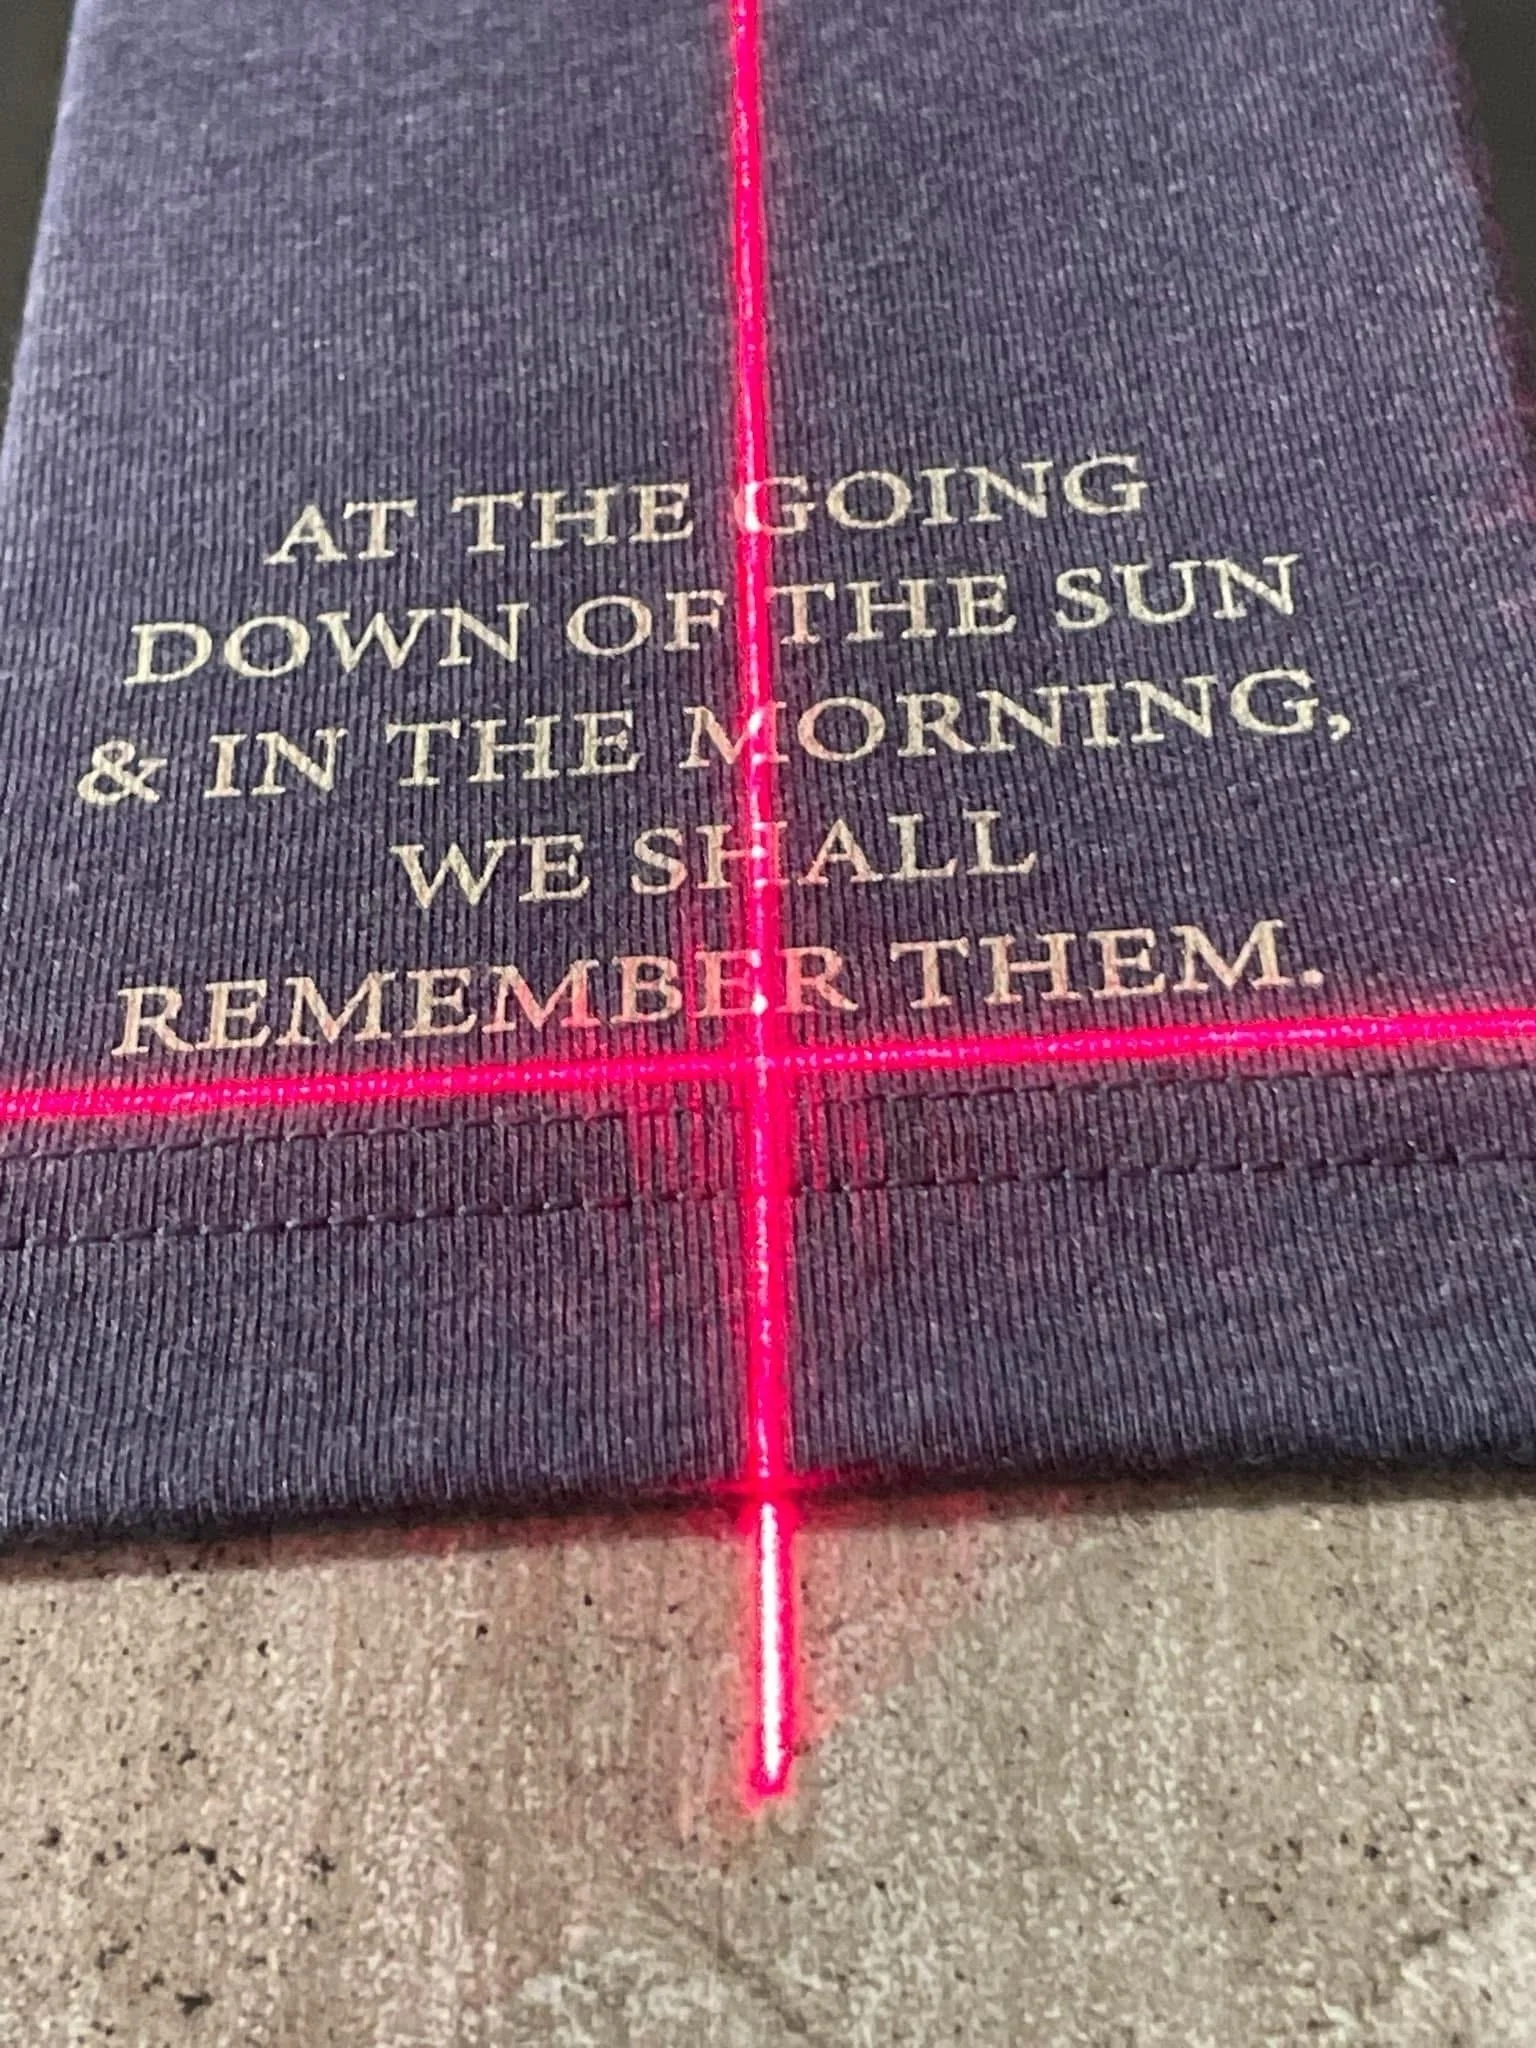 AT THE GOING
DOWN OF THE SUN
& IN THE MORNING,
WE SHALL
REMEMBER THEM.